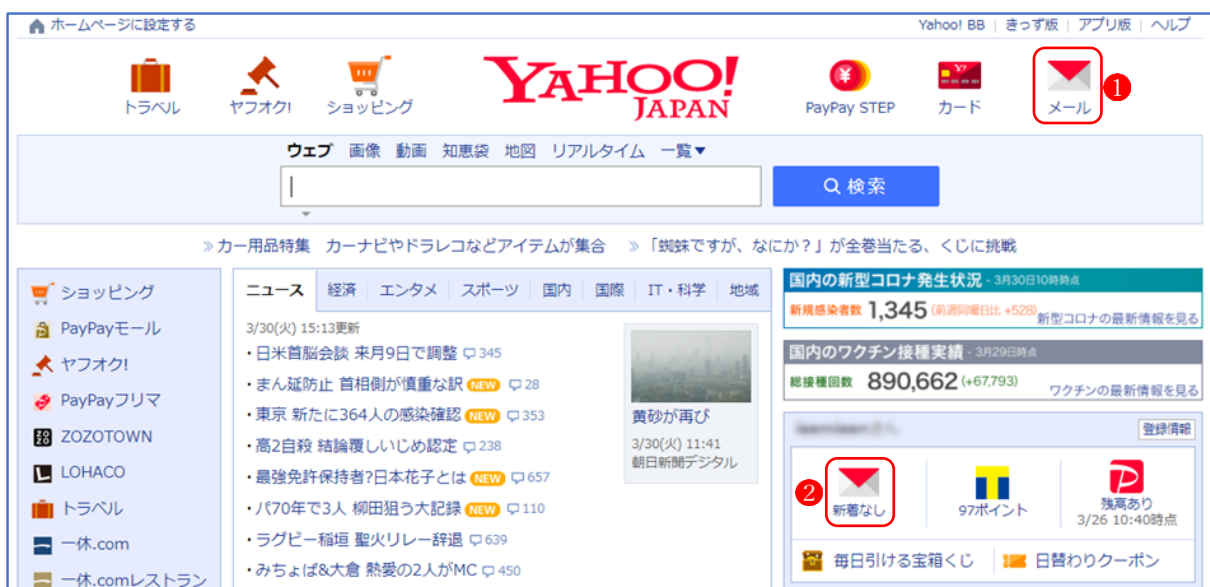 ホームページに設定する
Yahoo! BB | きっず版 | アプリ版 | ヘルプ
トラベル
ヤフオク!
ショッピング
YAHOO!
JAPAN
PayPay STEP
カード
メール
1
ウェブ 画像 動画 知恵袋 地図 リアルタイム 一覧▼
検索
≫カー用品特集 カーナビやドラレコなどアイテムが集合 ≫「蜘蛛ですが、なにか？」が全巻当たる、くじに挑戦
ショッピング
PayPayモール
ヤフオク!
PayPayフリマ
ZOZOTOWN
LOHACO
トラベル
一休.com
一休.comレストラン
ニュース 経済 エンタメ スポーツ 国内 国際 IT・科学 地域
3/30(火) 15:13更新
・日米首脳会談 来月9日で調整 345
・まん延防止 首相側が慎重な訳 NEW 28
・東京 新たに364人の感染確認 NEW 353
・高2自殺 結論覆しいじめ認定 238
・最強免許保持者?日本花子とは NEW 657
・パ70年で3人 柳田狙う大記録 NEW 110
・ラグビー稲垣 聖火リレー辞退 639
・みちょぱ&大倉 熱愛の2人がMC 450
黄砂が再び
3/30(火) 11:41
朝日新聞デジタル
国内の新型コロナ発生状況 - 3月30日10時時点
新規感染者数 1,345 (前週同曜日比 +528) 新型コロナの最新情報を見る
国内のワクチン接種実績 - 3月29日時点
総接種回数 890,662 (+67,793) ワクチンの最新情報を見る
さん
登録情報
2
新着なし
97ポイント
残高あり
3/26 10:40時点
毎日引ける宝箱くじ
日替わりクーポン